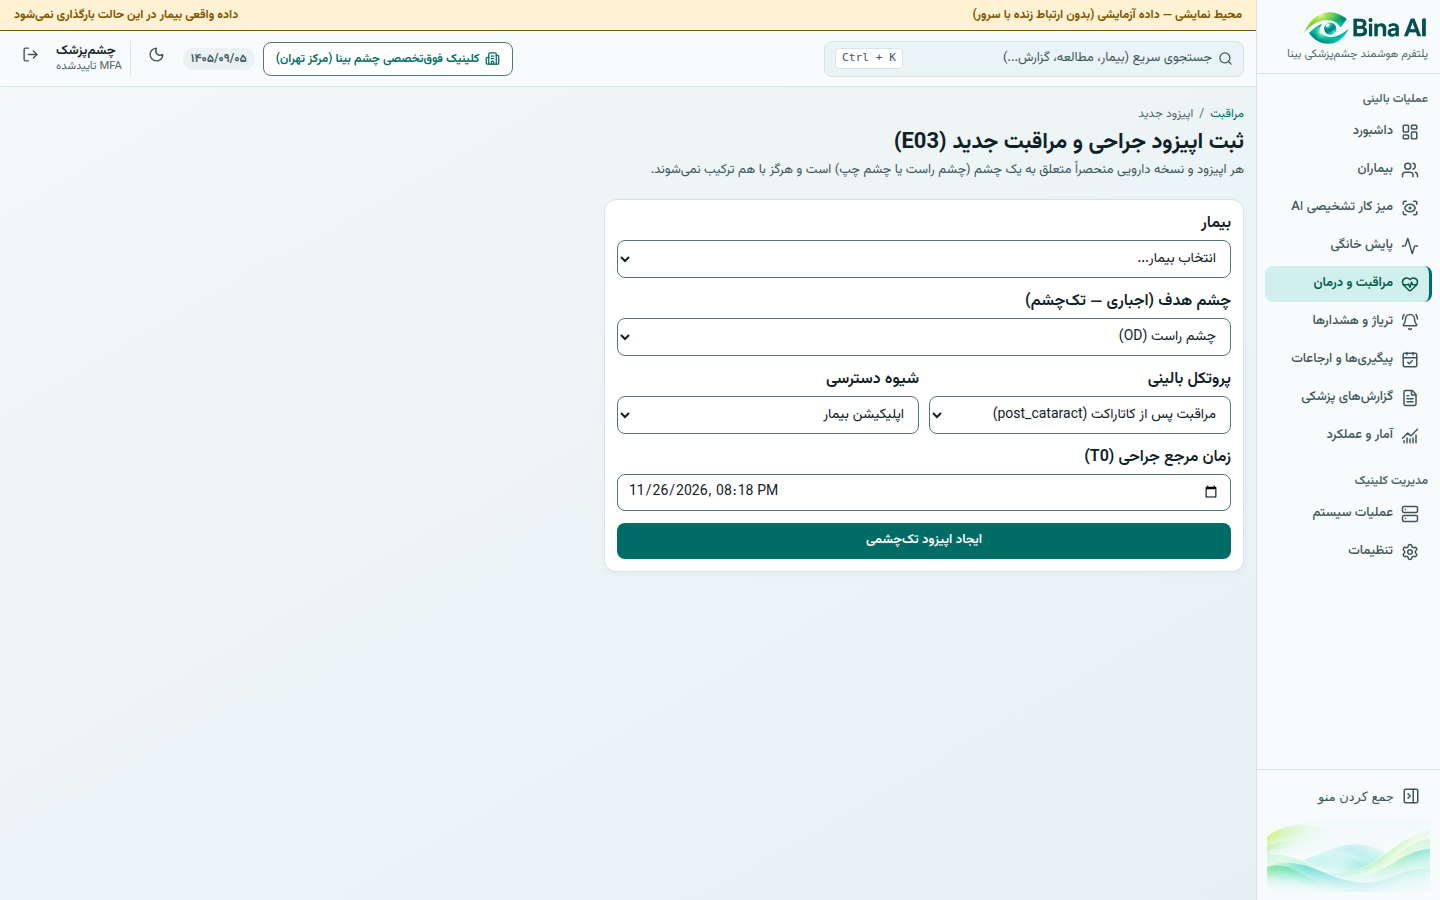 محیط نمایشی — داده آزمایشی (بدون ارتباط زنده با سرور)
داده واقعی بیمار در این حالت بارگذاری نمی‌شود
Bina AI
پلتفرم هوشمند چشم‌پزشکی بینا
جستجوی سریع (بیمار، مطالعه، گزارش...)
Ctrl + K
کلینیک فوق‌تخصصی چشم بینا (مرکز تهران)
۱۴۰۵/۰۹/۰۵
چشم‌پزشک
MFA تاییدشده
عملیات بالینی
داشبورد
بیماران
میز کار تشخیصی AI
پایش خانگی
مراقبت و درمان
تریاژ و هشدارها
پیگیری‌ها و ارجاعات
گزارش‌های پزشکی
آمار و عملکرد
مدیریت کلینیک
عملیات سیستم
تنظیمات
جمع کردن منو
مراقبت / اپیزود جدید
ثبت اپیزود جراحی و مراقبت جدید (E03)
هر اپیزود و نسخه دارویی منحصراً متعلق به یک چشم (چشم راست یا چشم چپ) است و هرگز با هم ترکیب نمی‌شوند.
بیمار
انتخاب بیمار...
چشم هدف (اجباری — تک‌چشم)
چشم راست (OD)
پروتکل بالینی
شیوه دسترسی
مراقبت پس از کاتاراکت (post_cataract)
اپلیکیشن بیمار
زمان مرجع جراحی (T0)
11/26/2026, 08:18 PM
ایجاد اپیزود تک‌چشمی